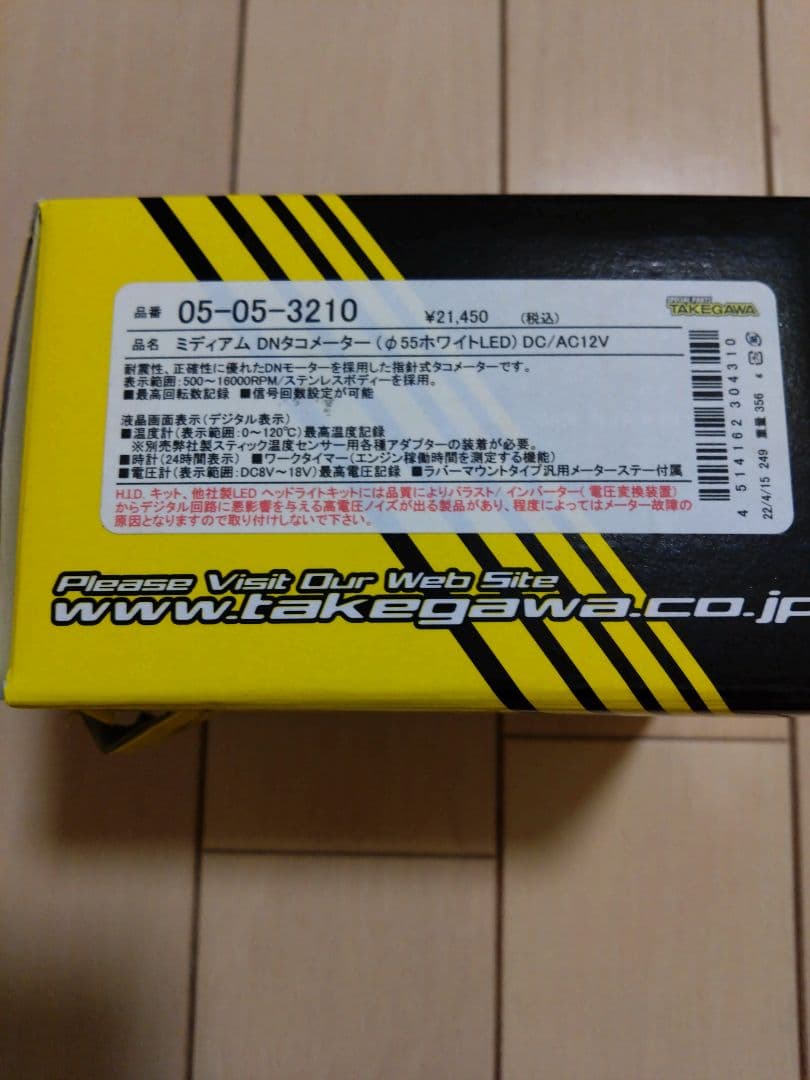 品番 05-05-3210 ¥21,450 (税込)
SPECIAL PARTS
TAKEGAWA
品名 ミディアム DNタコメーター (φ55ホワイトLED) DC/AC12V
耐震性、正確性に優れたDNモーターを採用した指針式タコメーターです。
表示範囲:500～16000RPM/ステンレスボディーを採用。
■最高回転数記録 ■信号回数設定が可能
液晶画面表示(デジタル表示)
■温度計(表示範囲:0～120℃)最高温度記録
※別売弊社製スティック温度センサー用各種アダプターの装着が必要。
■時計(24時間表示) ■ワークタイマー(エンジン稼働時間を測定する機能)
■電圧計(表示範囲:DC8V～18V)最高電圧記録 ■ラバーマウントタイプ汎用メーターステー付属
H.I.D. キット、他社製LED ヘッドライトキットには品質によりバラスト/ インバーター( 電圧変換装置)
からデジタル回路に悪影響を与える高電圧ノイズが出る製品があり、程度によってはメーター故障の
原因となりますので取り付けしないで下さい。
4 514162 304310
22/4/15 249 重量 356
Please Visit Our Web Site
www.takegawa.co.jp